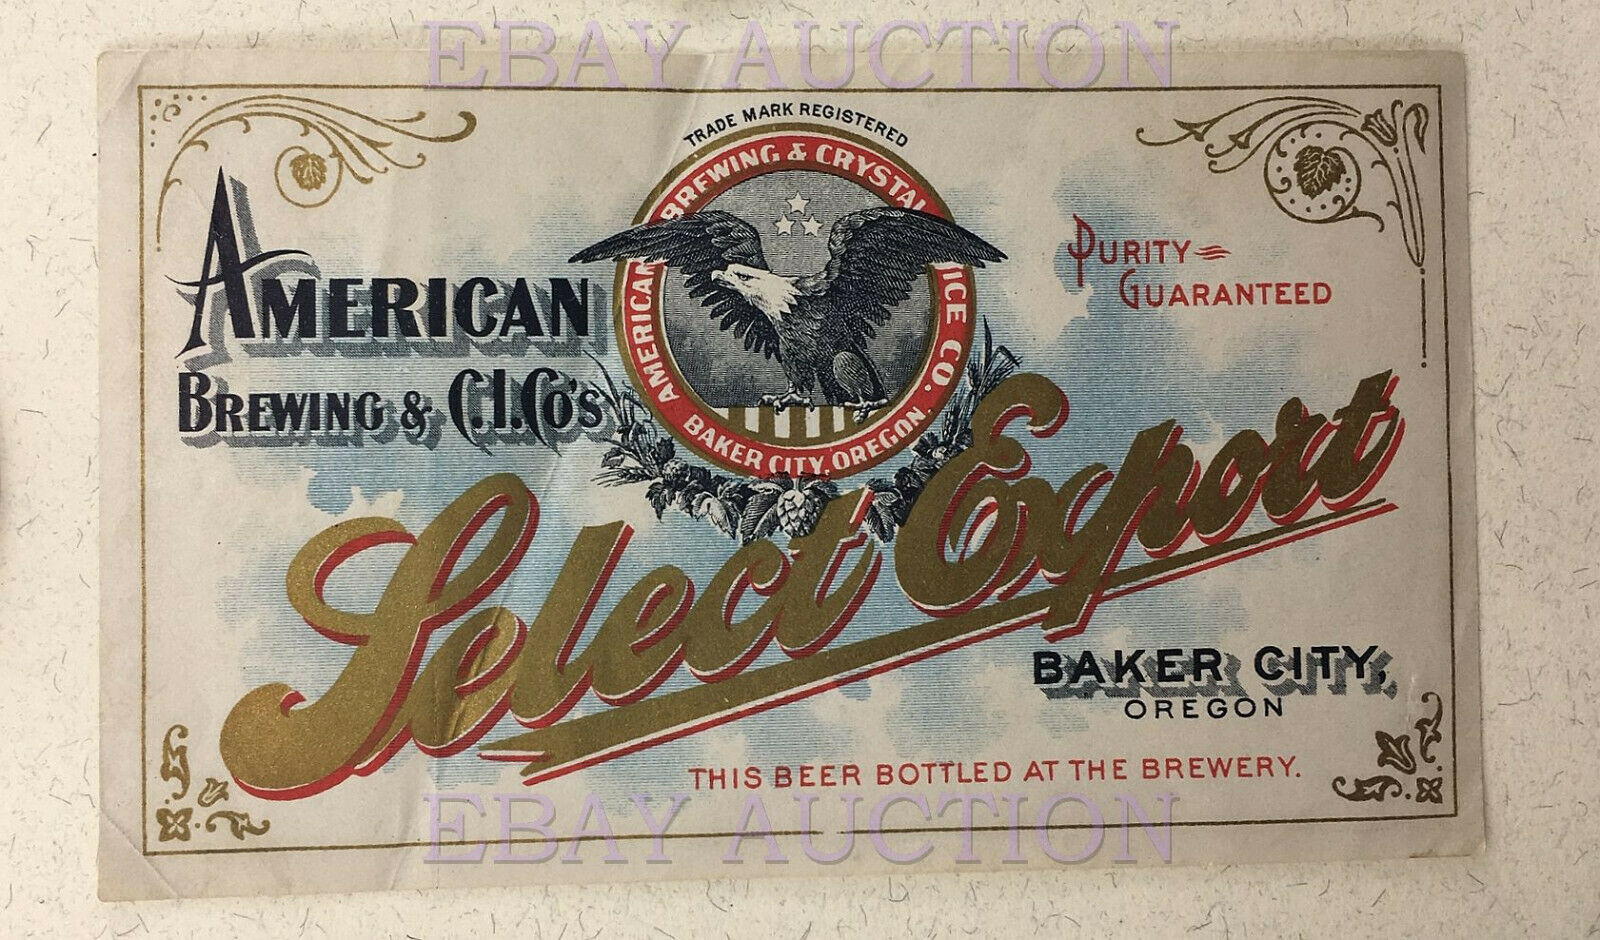 EBAY AUCTION
TRADE MARK REGISTERED
AMERICAN BREWING & CRYSTAL ICE CO.
BAKER CITY, OREGON.
AMERICAN
BREWING & C.I.CO'S
PURITY
GUARANTEED
Select Export
BAKER CITY,
OREGON
THIS BEER BOTTLED AT THE BREWERY.
EBAY AUCTION